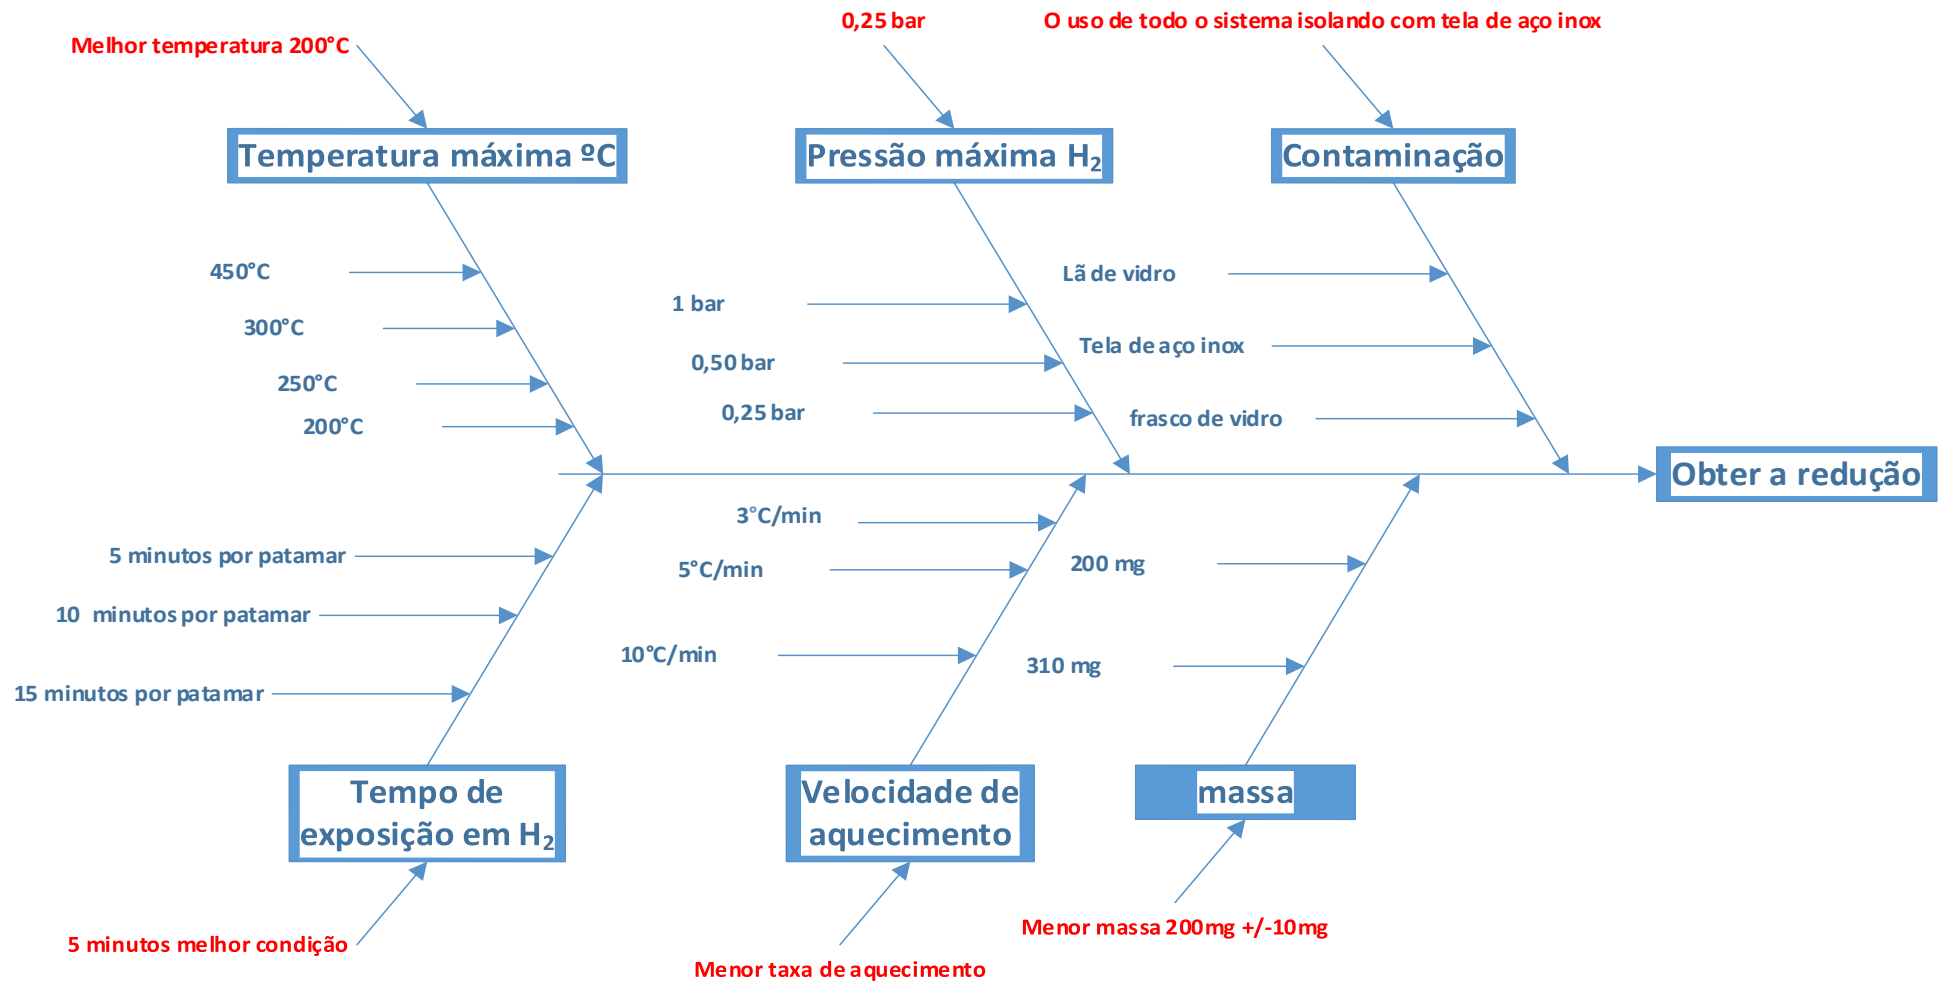 0,25 bar
O uso de todo o sistema isolando com tela de aço inox
Melhor temperatura 200°C
Temperatura máxima ºC
Pressão máxima H₂
Contaminação
450°C
300°C
250°C
200°C
1 bar
0,50 bar
0,25 bar
Lã de vidro
Tela de aço inox
frasco de vidro
Obter a redução
5 minutos por patamar
10 minutos por patamar
15 minutos por patamar
3°C/min
5°C/min
10°C/min
200 mg
310 mg
Tempo de
exposição em H₂
Velocidade de
aquecimento
massa
5 minutos melhor condição
Menor taxa de aquecimento
Menor massa 200mg +/-10mg